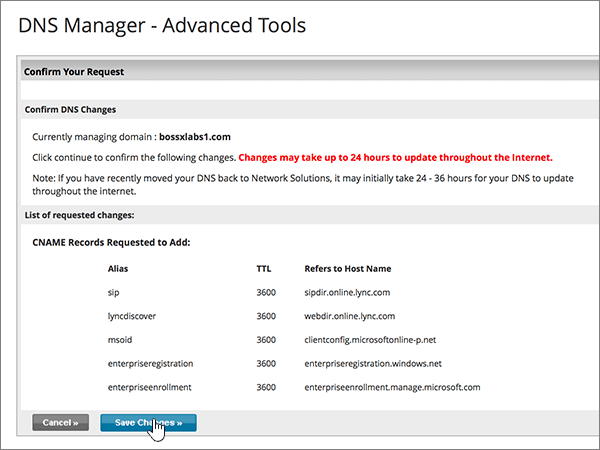 DNS Manager - Advanced Tools
Confirm Your Request
Confirm DNS Changes
Currently managing domain : bossxlabs1.com
Click continue to confirm the following changes. Changes may take up to 24 hours to update throughout the Internet.
Note: If you have recently moved your DNS back to Network Solutions, it may initially take 24 - 36 hours for your DNS to update
throughout the internet.
List of requested changes:
CNAME Records Requested to Add:
Alias TTL Refers to Host Name
sip 3600 sipdir.online.lync.com
lyncdiscover 3600 webdir.online.lync.com
msoid 3600 clientconfig.microsoftonline-p.net
enterpriseregistration 3600 enterpriseregistration.windows.net
enterpriseenrollment 3600 enterpriseenrollment.manage.microsoft.com
Cancel » Save Changes »